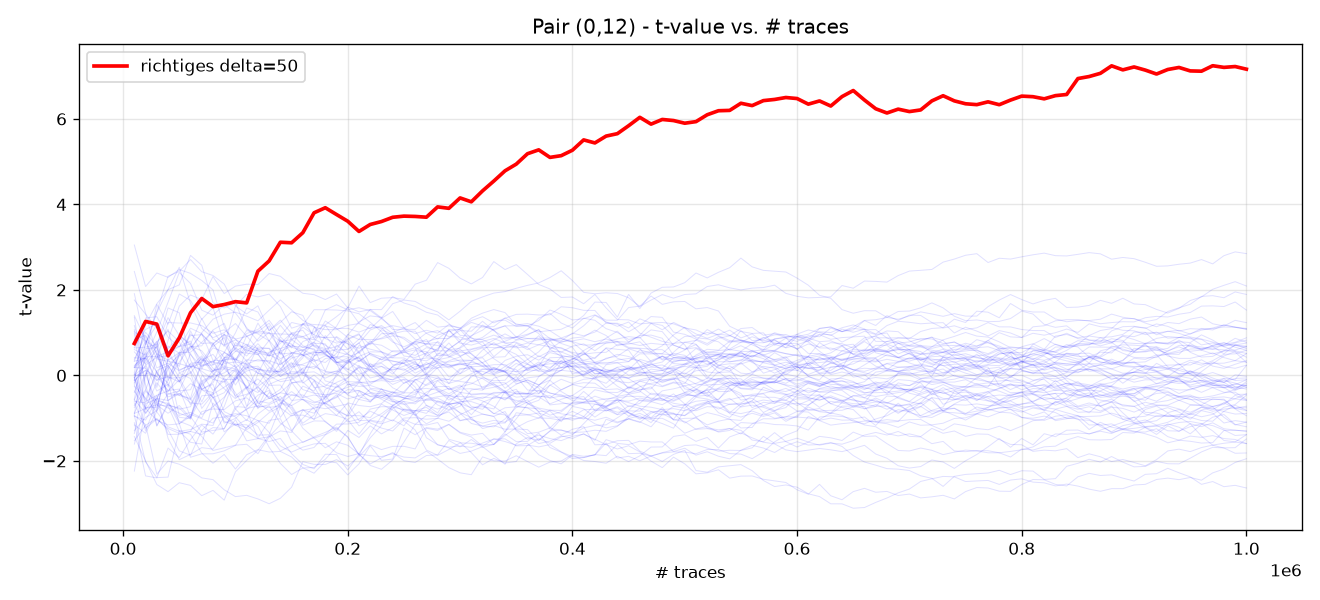 Pair (0,12) - t-value vs. # traces
richtiges delta=50
t-value
6
4
2
0
−2
0.0 0.2 0.4 0.6 0.8 1.0
1e6
# traces